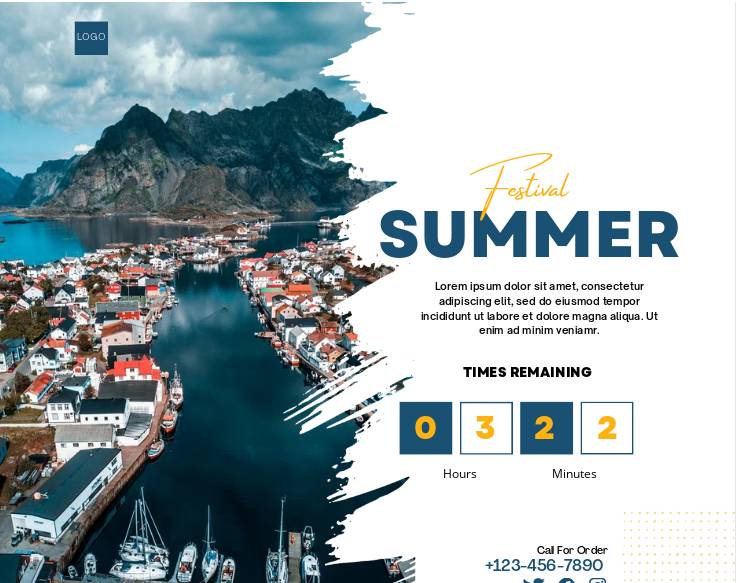 LOGO
Festival
SUMMER
Lorem ipsum dolor sit amet, consectetur
adipiscing elit, sed do eiusmod tempor
incididunt ut labore et dolore magna aliqua. Ut
enim ad minim veniamr.
TIMES REMAINING
0 3 2 2
Hours Minutes
Call For Order
+123-456-7890